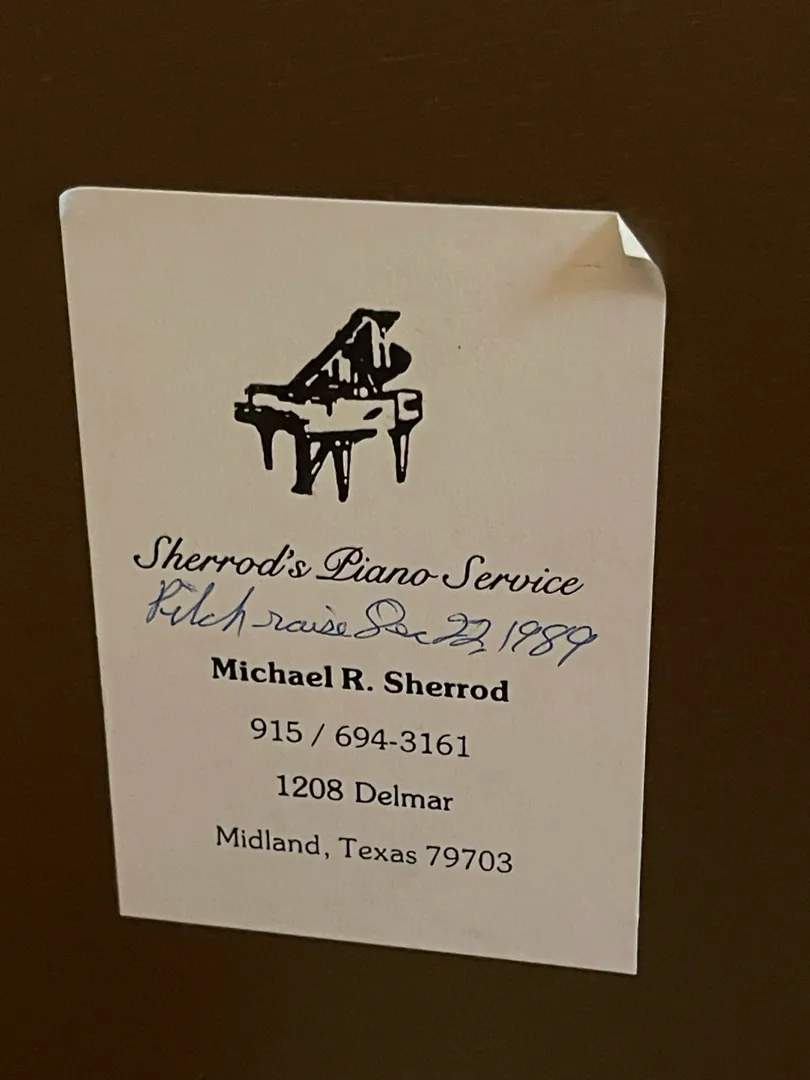 Sherrod's Piano Service
Pitch raise Dec 22, 1989
Michael R. Sherrod
915 / 694-3161
1208 Delmar
Midland, Texas 79703